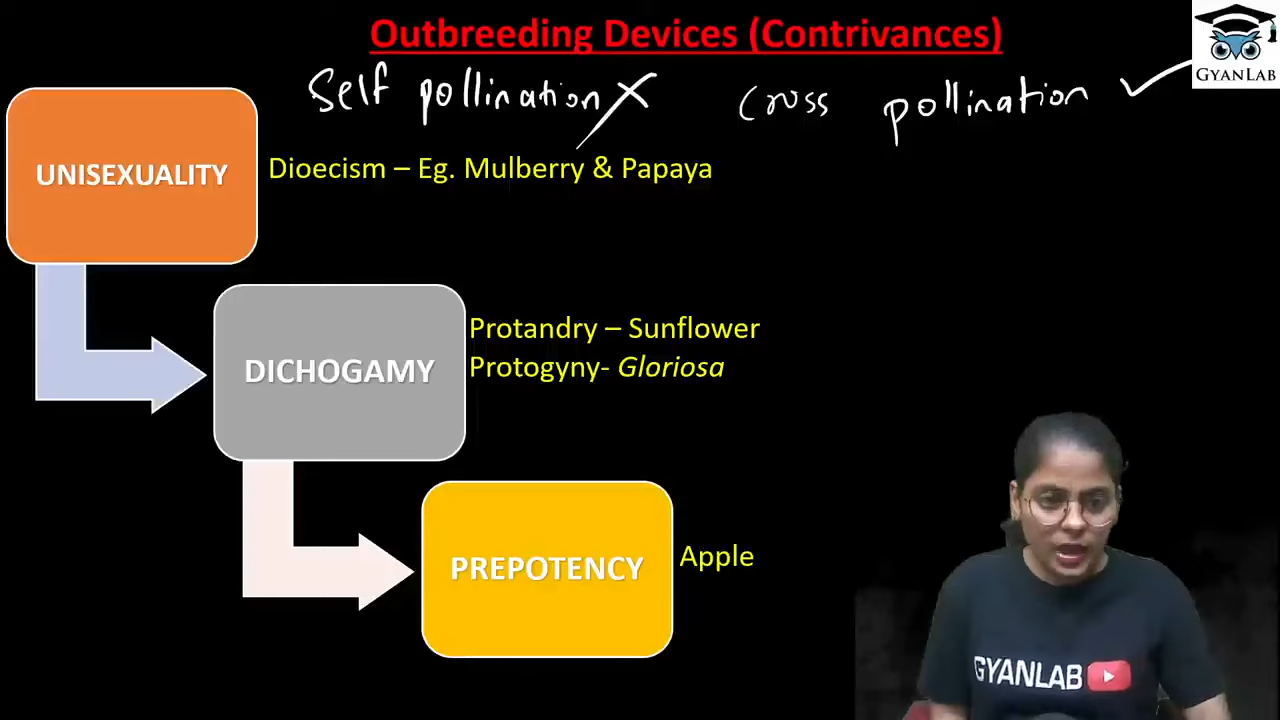 Outbreeding Devices (Contrivances)
GYANLAB
Self pollination
Cross pollination
UNISEXUALITY
Dioecism – Eg. Mulberry & Papaya
DICHOGAMY
Protandry – Sunflower
Protogyny- Gloriosa
PREPOTENCY
Apple
GYANLAB